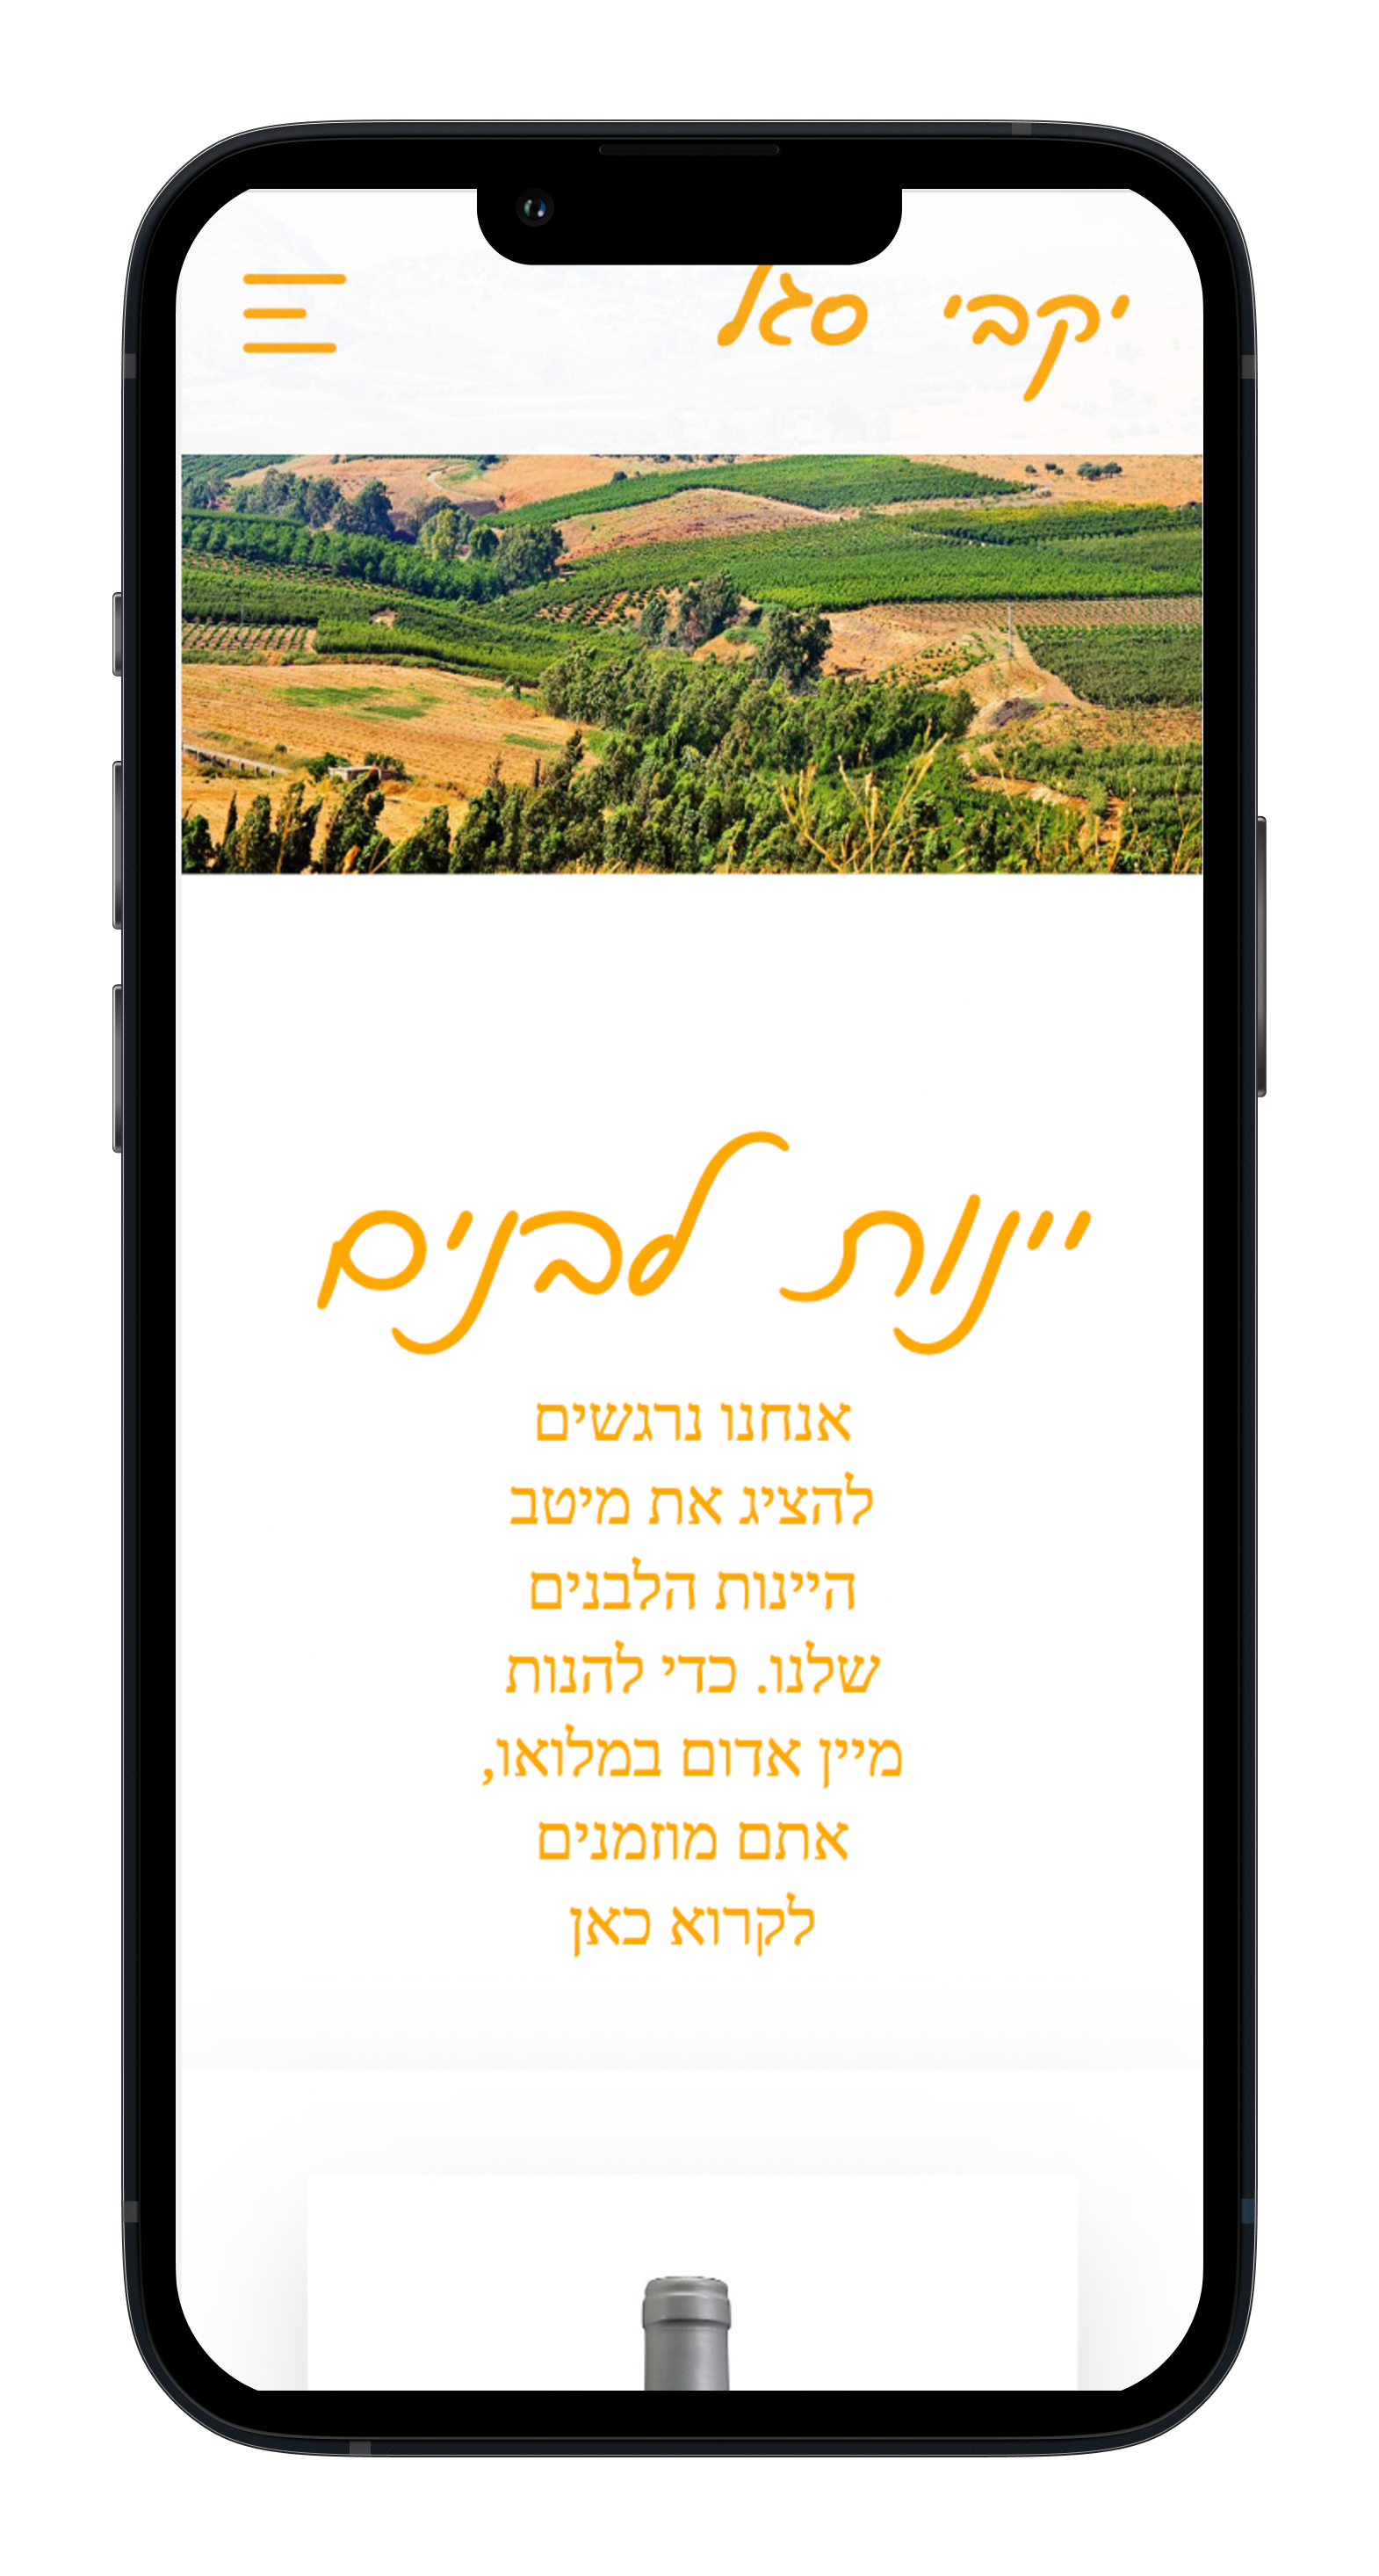 יקבי סגל
יינות לבנים
אנחנו נרגשים
להציג את מיטב
היינות הלבנים
שלנו. כדי להנות
מיין אדום במלואו,
אתם מוזמנים
לקרוא כאן